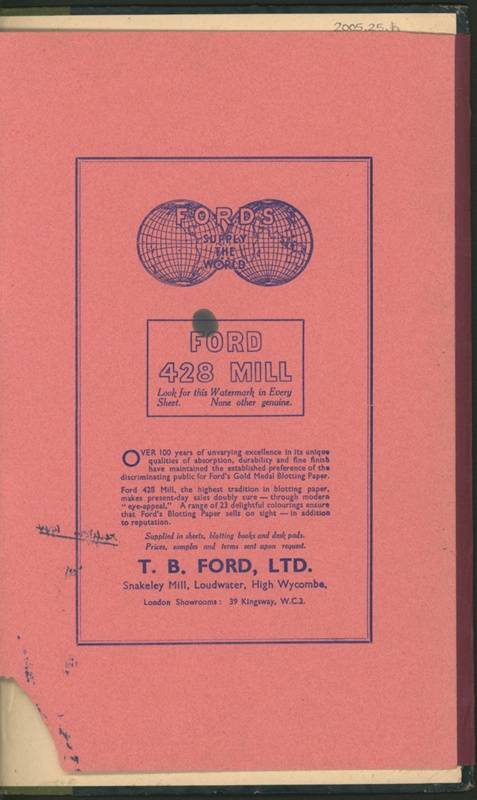 2005.25.6
FORDS
SUPPLY
THE
WORLD
FORD
428 MILL
Look for this Watermark in Every
Sheet. None other genuine.
OVER 100 years of unvarying excellence in its unique
qualities of absorption, durability and fine finish
have maintained the established preference of the
discriminating public for Ford's Gold Medal Blotting Paper.
Ford 428 Mill, the highest tradition in blotting paper,
makes present-day sales doubly sure — through modern
"eye-appeal." A range of 23 delightful colourings ensure
that Ford's Blotting Paper sells on sight — in addition
to reputation.
Supplied in sheets, blotting books and desk pads.
Prices, samples and terms sent upon request.
T. B. FORD, LTD.
Snakeley Mill, Loudwater, High Wycombe.
London Showrooms: 39 Kingsway, W.C.2.